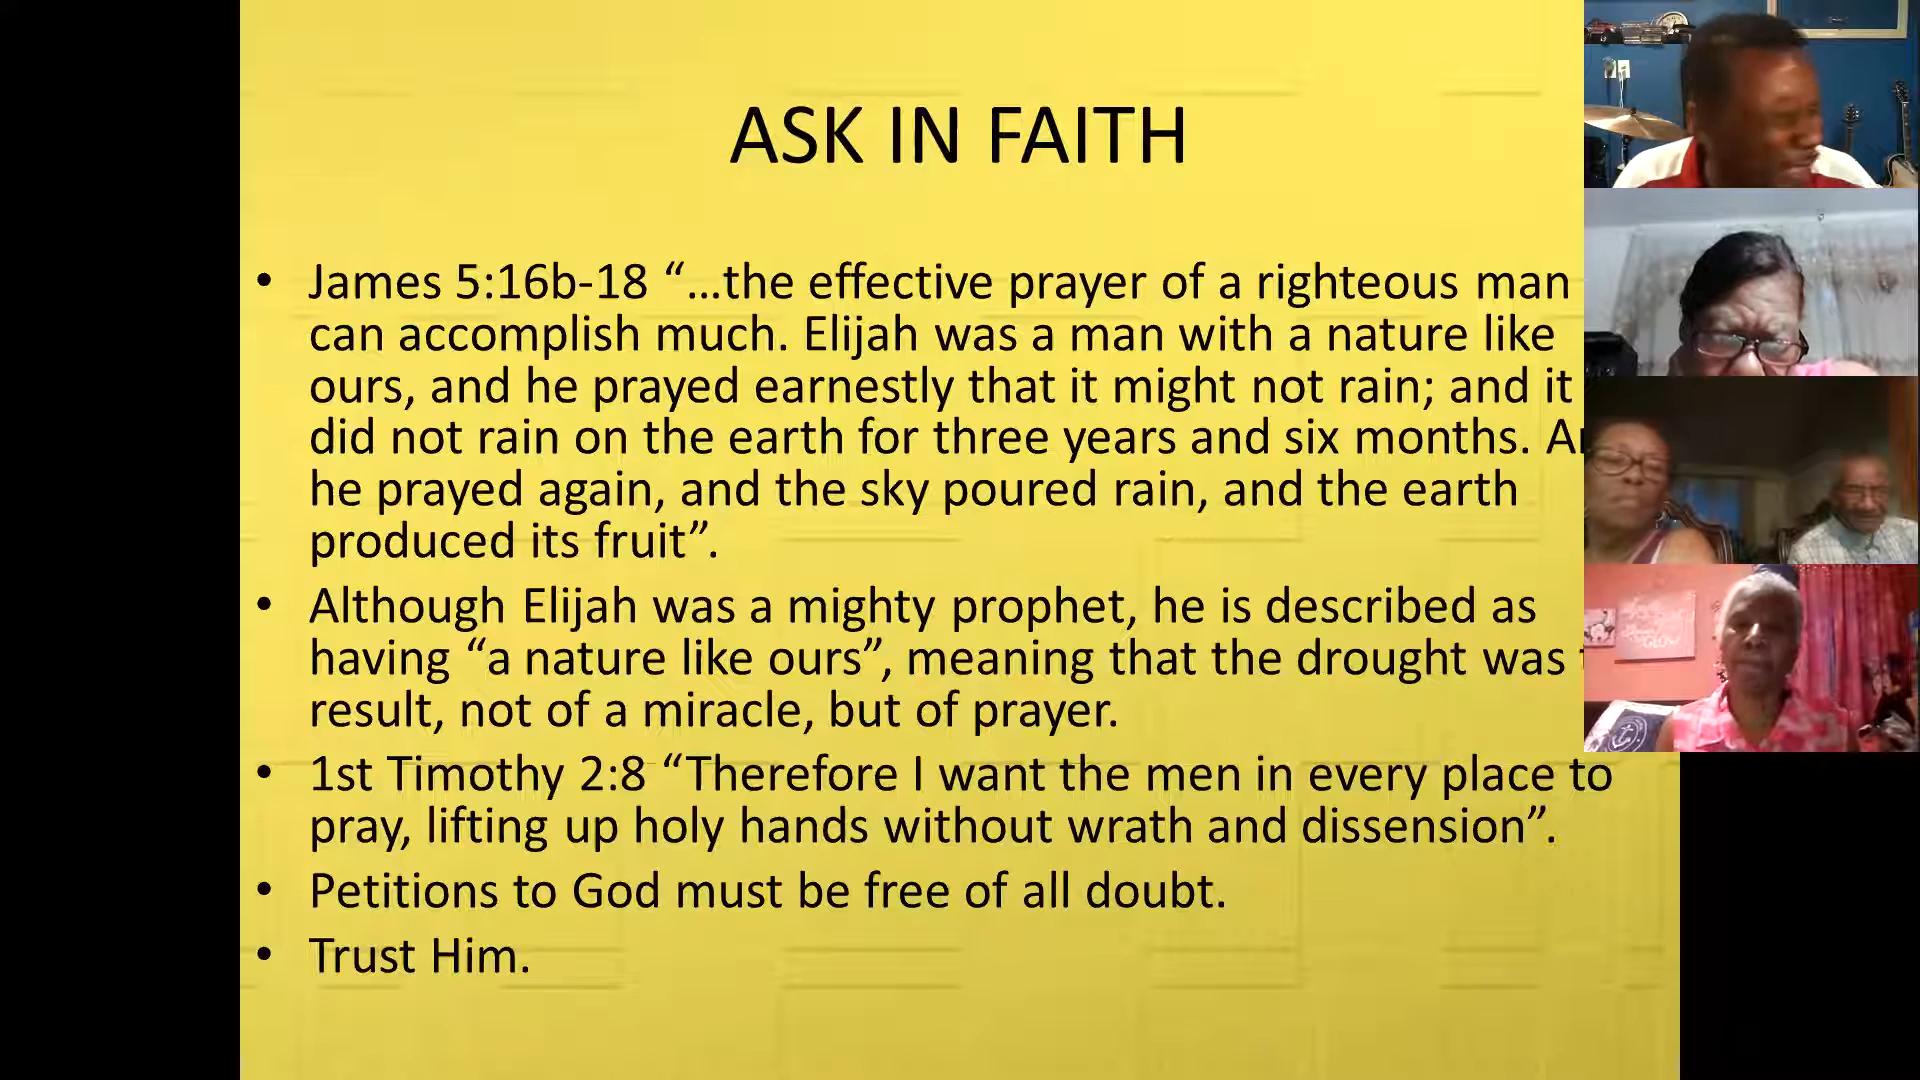 ASK IN FAITH
• James 5:16b-18 “…the effective prayer of a righteous man
can accomplish much. Elijah was a man with a nature like
ours, and he prayed earnestly that it might not rain; and it
did not rain on the earth for three years and six months.
he prayed again, and the sky poured rain, and the earth
produced its fruit”.
• Although Elijah was a mighty prophet, he is described as
having “a nature like ours”, meaning that the drought was
result, not of a miracle, but of prayer.
• 1st Timothy 2:8 “Therefore I want the men in every place to
pray, lifting up holy hands without wrath and dissension”.
• Petitions to God must be free of all doubt.
• Trust Him.
GLOW